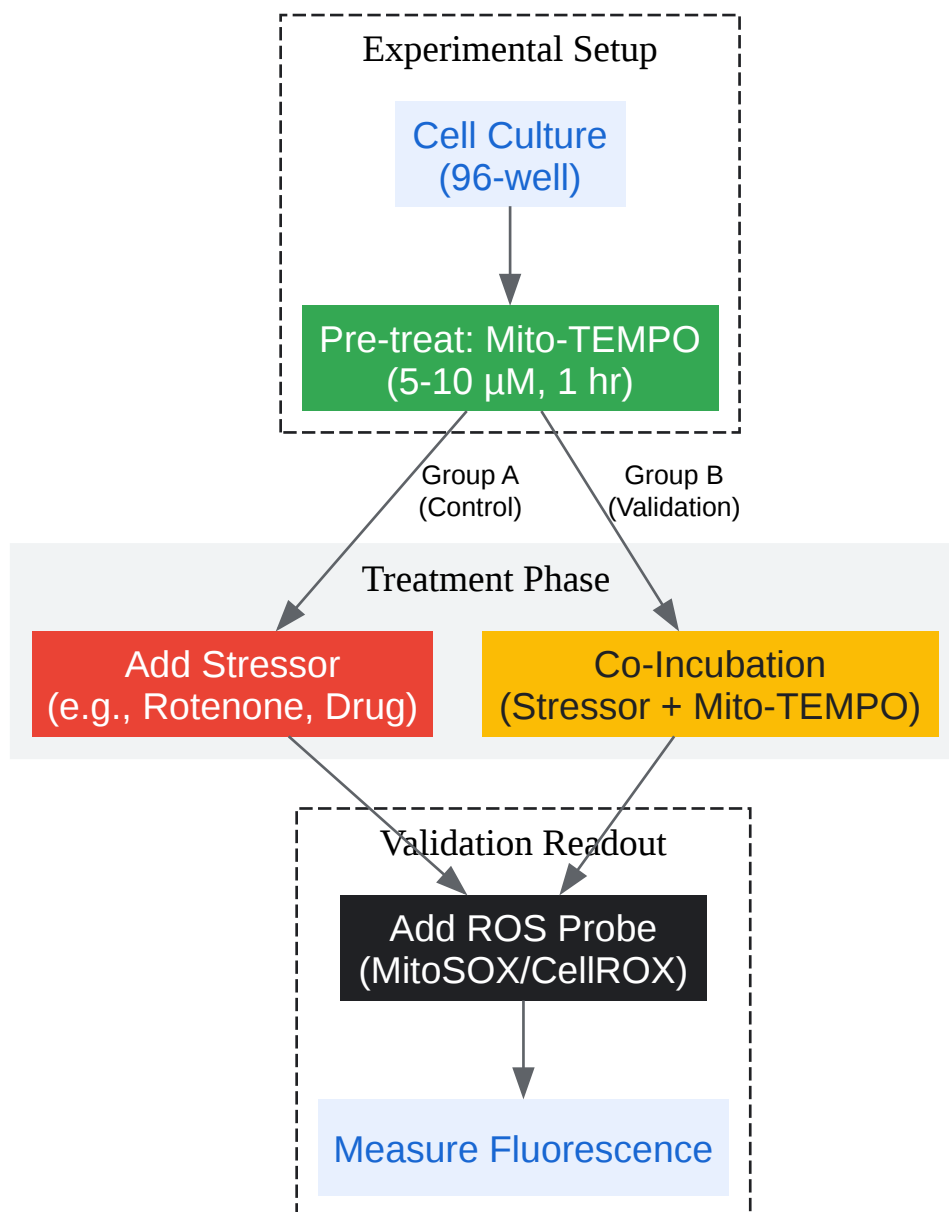 Experimental Setup
Cell Culture
(96-well)
Pre-treat: Mito-TEMPO
(5-10 µM, 1 hr)
Group A
(Control)
Group B
(Validation)
Treatment Phase
Add Stressor
(e.g., Rotenone, Drug)
Co-Incubation
(Stressor + Mito-TEMPO)
Validation Readout
Add ROS Probe
(MitoSOX/CellROX)
Measure Fluorescence